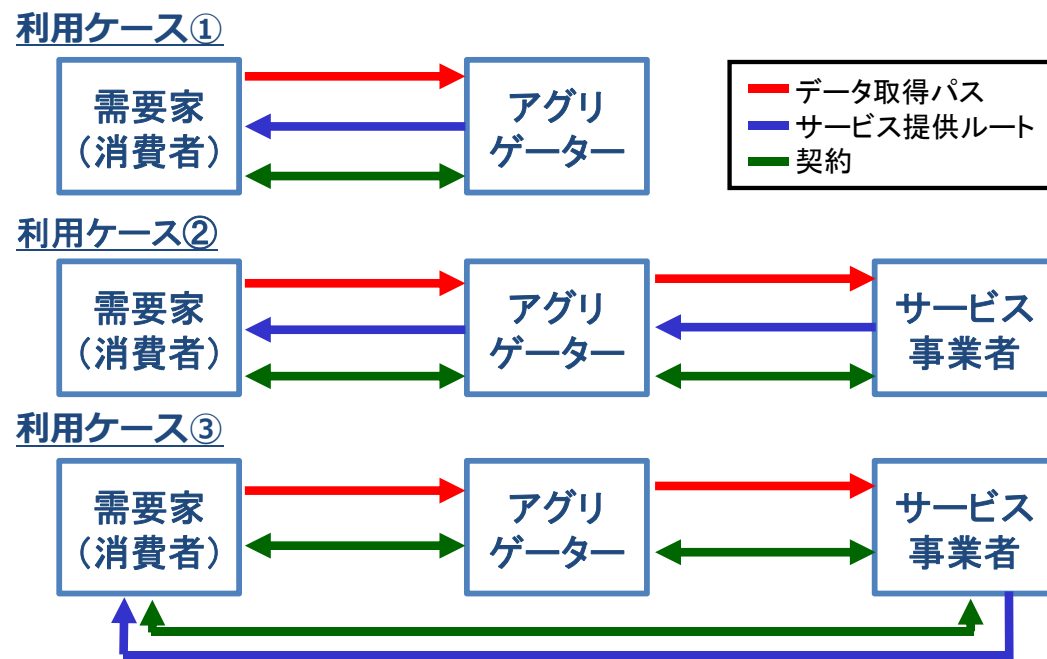 利用ケース①
需要家
（消費者）
アグリ
ゲーター
データ取得パス
サービス提供ルート
契約
利用ケース②
需要家
（消費者）
アグリ
ゲーター
サービス
事業者
利用ケース③
需要家
（消費者）
アグリ
ゲーター
サービス
事業者